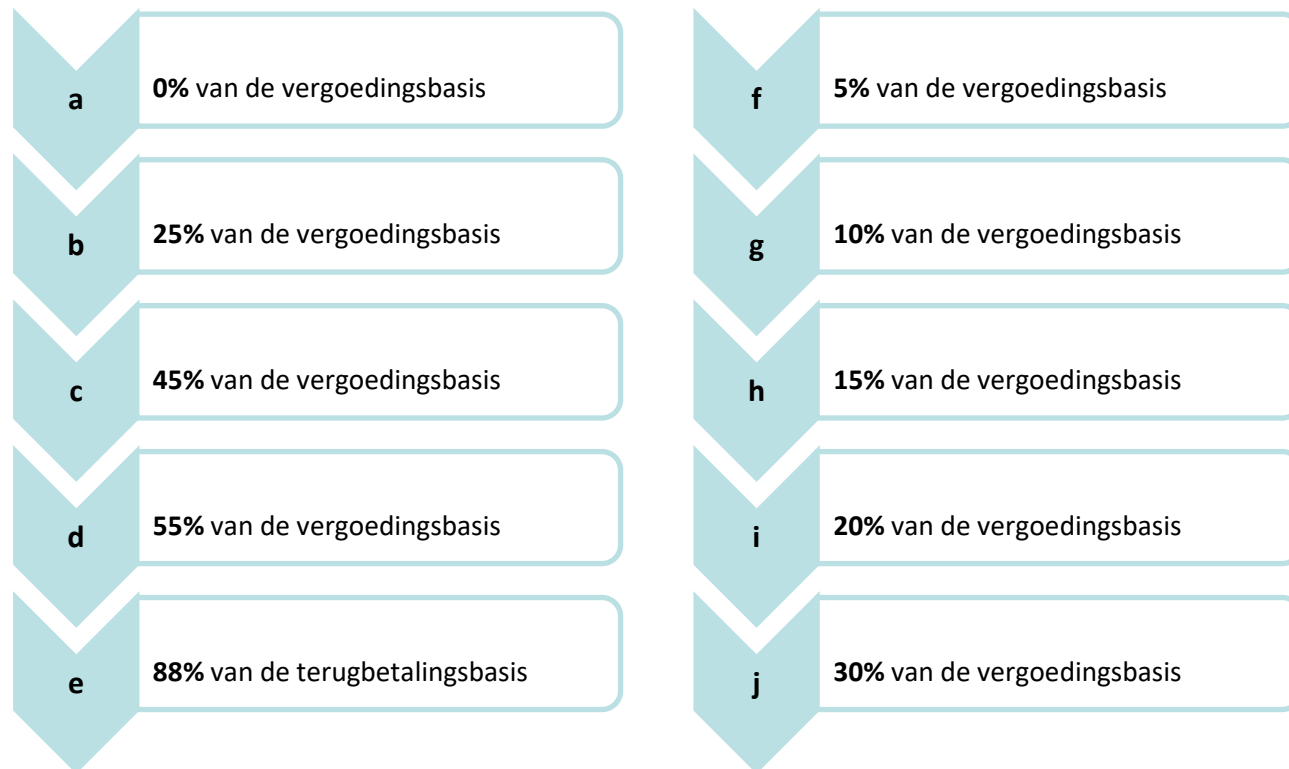 a
0% van de vergoedingsbasis
b
25% van de vergoedingsbasis
c
45% van de vergoedingsbasis
d
55% van de vergoedingsbasis
e
88% van de terugbetalingsbasis
f
5% van de vergoedingsbasis
g
10% van de vergoedingsbasis
h
15% van de vergoedingsbasis
i
20% van de vergoedingsbasis
j
30% van de vergoedingsbasis